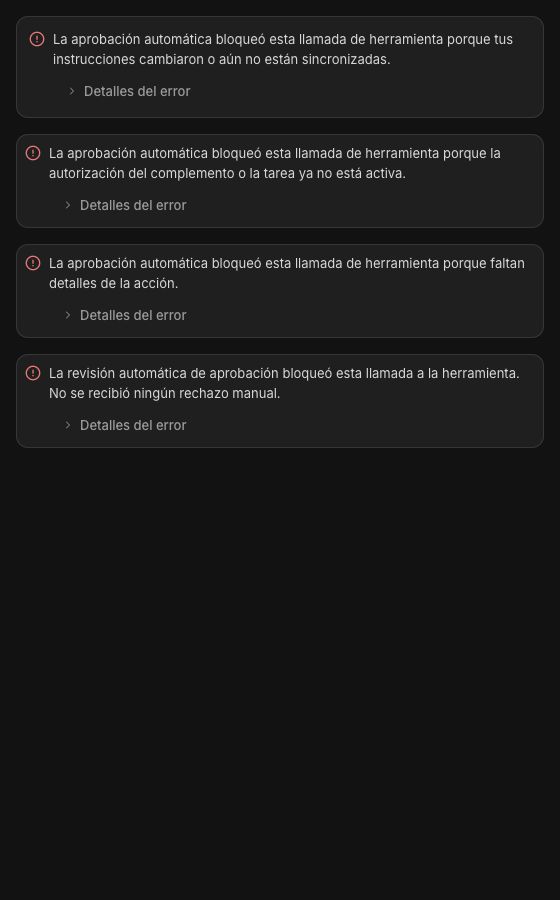 La aprobación automática bloqueó esta llamada de herramienta porque tus
instrucciones cambiaron o aún no están sincronizadas.
Detalles del error
La aprobación automática bloqueó esta llamada de herramienta porque la
autorización del complemento o la tarea ya no está activa.
Detalles del error
La aprobación automática bloqueó esta llamada de herramienta porque faltan
detalles de la acción.
Detalles del error
La revisión automática de aprobación bloqueó esta llamada a la herramienta.
No se recibió ningún rechazo manual.
Detalles del error